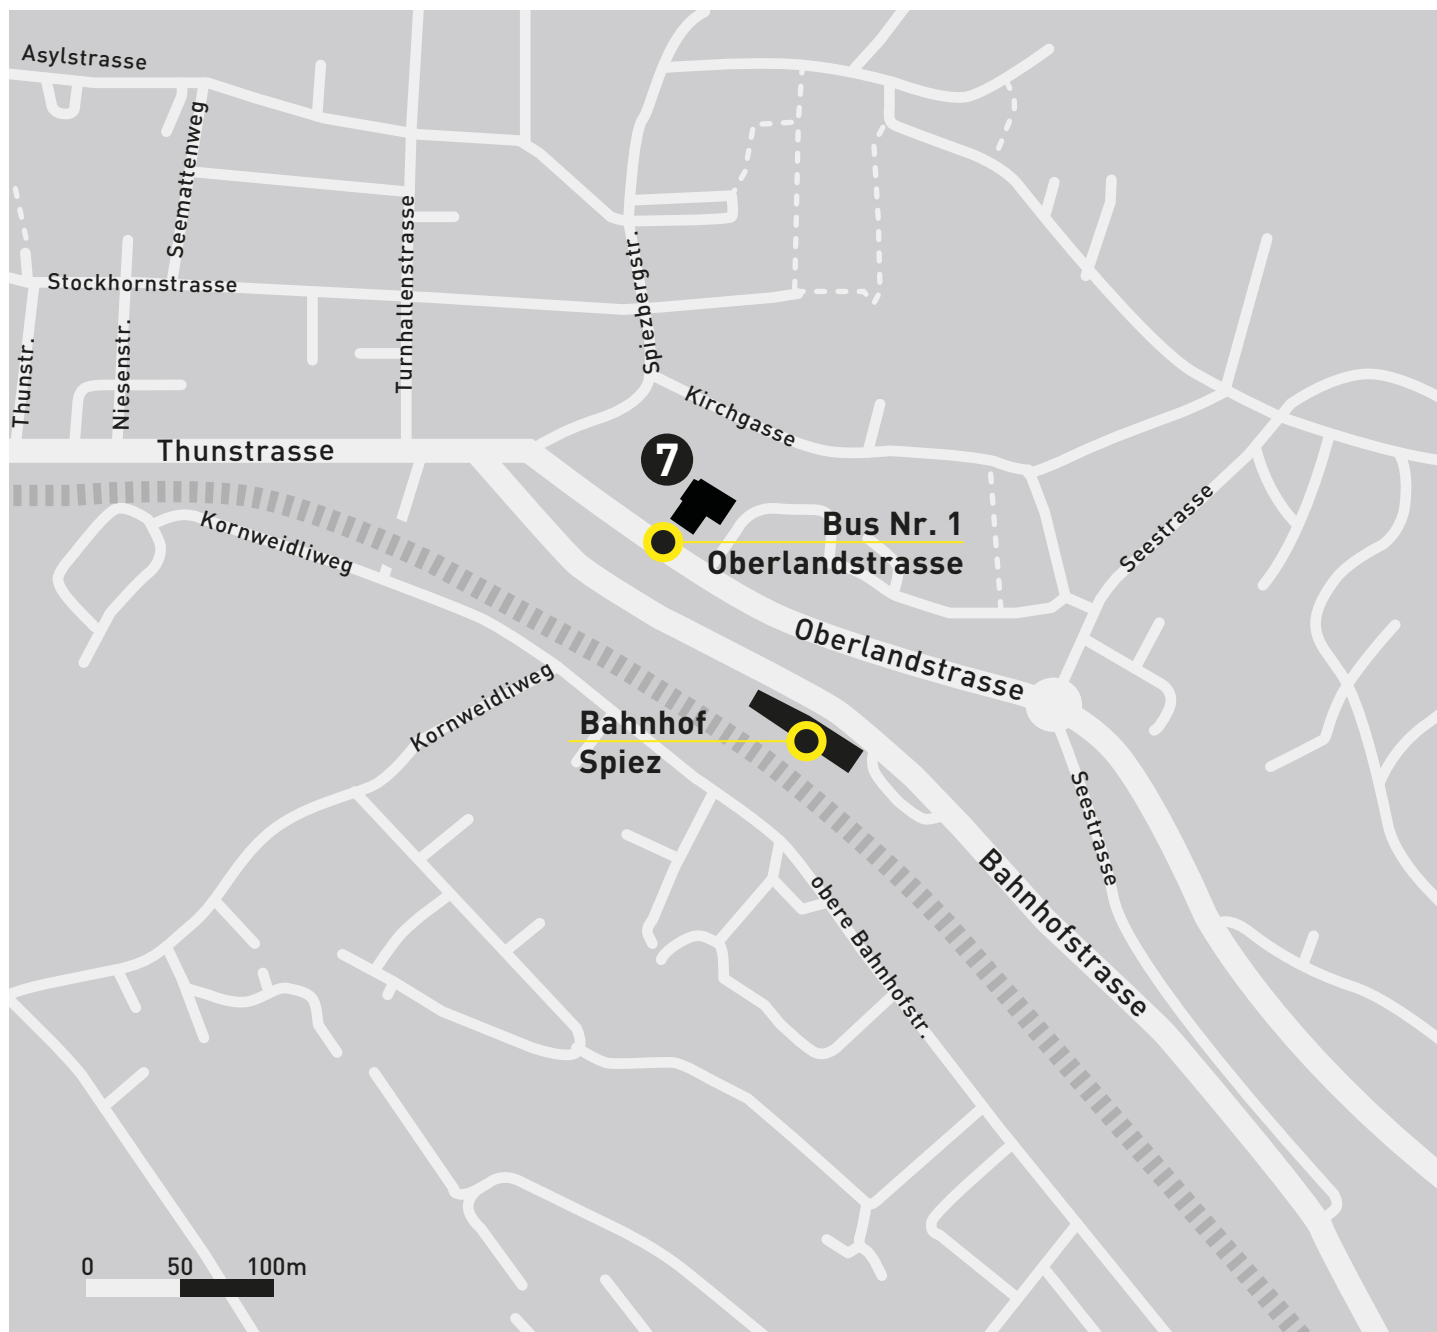 Asylstrasse
Seemattenweg
Turnhallenstrasse
Spiezbergstr.
Stockhornstrasse
Thunstr.
Niesenstr.
Kirchgasse
Thunstrasse
7
Kornweidliweg
Bus Nr. 1
Oberlandstrasse
Seestrasse
Oberlandstrasse
Kornweidliweg
Bahnhof
Spiez
Seestrasse
Bahnhofstrasse
obere Bahnhofstr.
0 50 100m